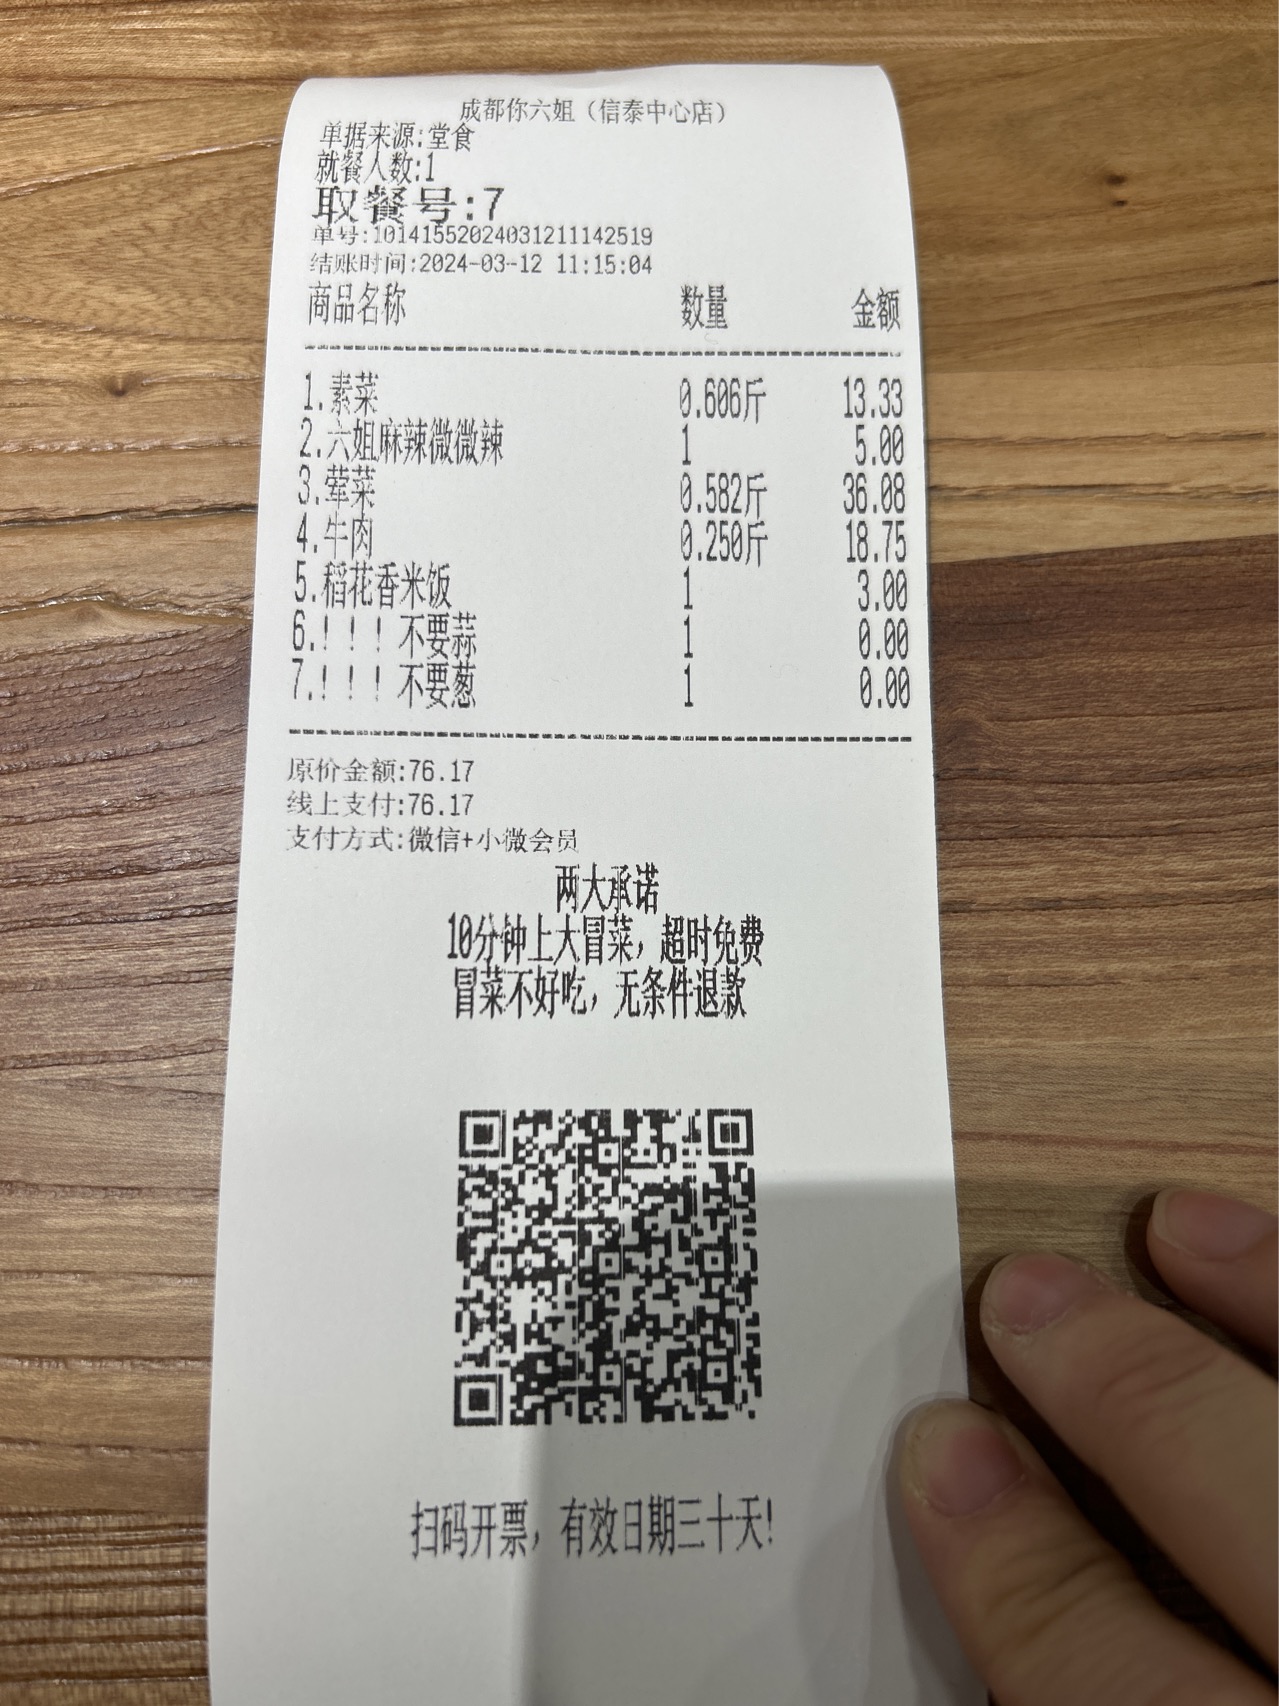 成都你六姐（信泰中心店）
单据来源:堂食
就餐人数:1
取餐号:7
单号:10141552024031211142519
结账时间:2024-03-12 11:15:04
商品名称 数量 金额
1.素菜 0.606斤 13.33
2.六姐麻辣微微辣 1 5.00
3.荤菜 0.582斤 36.08
4.牛肉 0.250斤 18.75
5.稻花香米饭 1 3.00
6.！！！不要蒜 1 0.00
7.！！！不要葱 1 0.00
原价金额:76.17
线上支付:76.17
支付方式:微信+小微会员
两大承诺
10分钟上大冒菜，超时免费
冒菜不好吃，无条件退款
扫码开票，有效日期三十天!